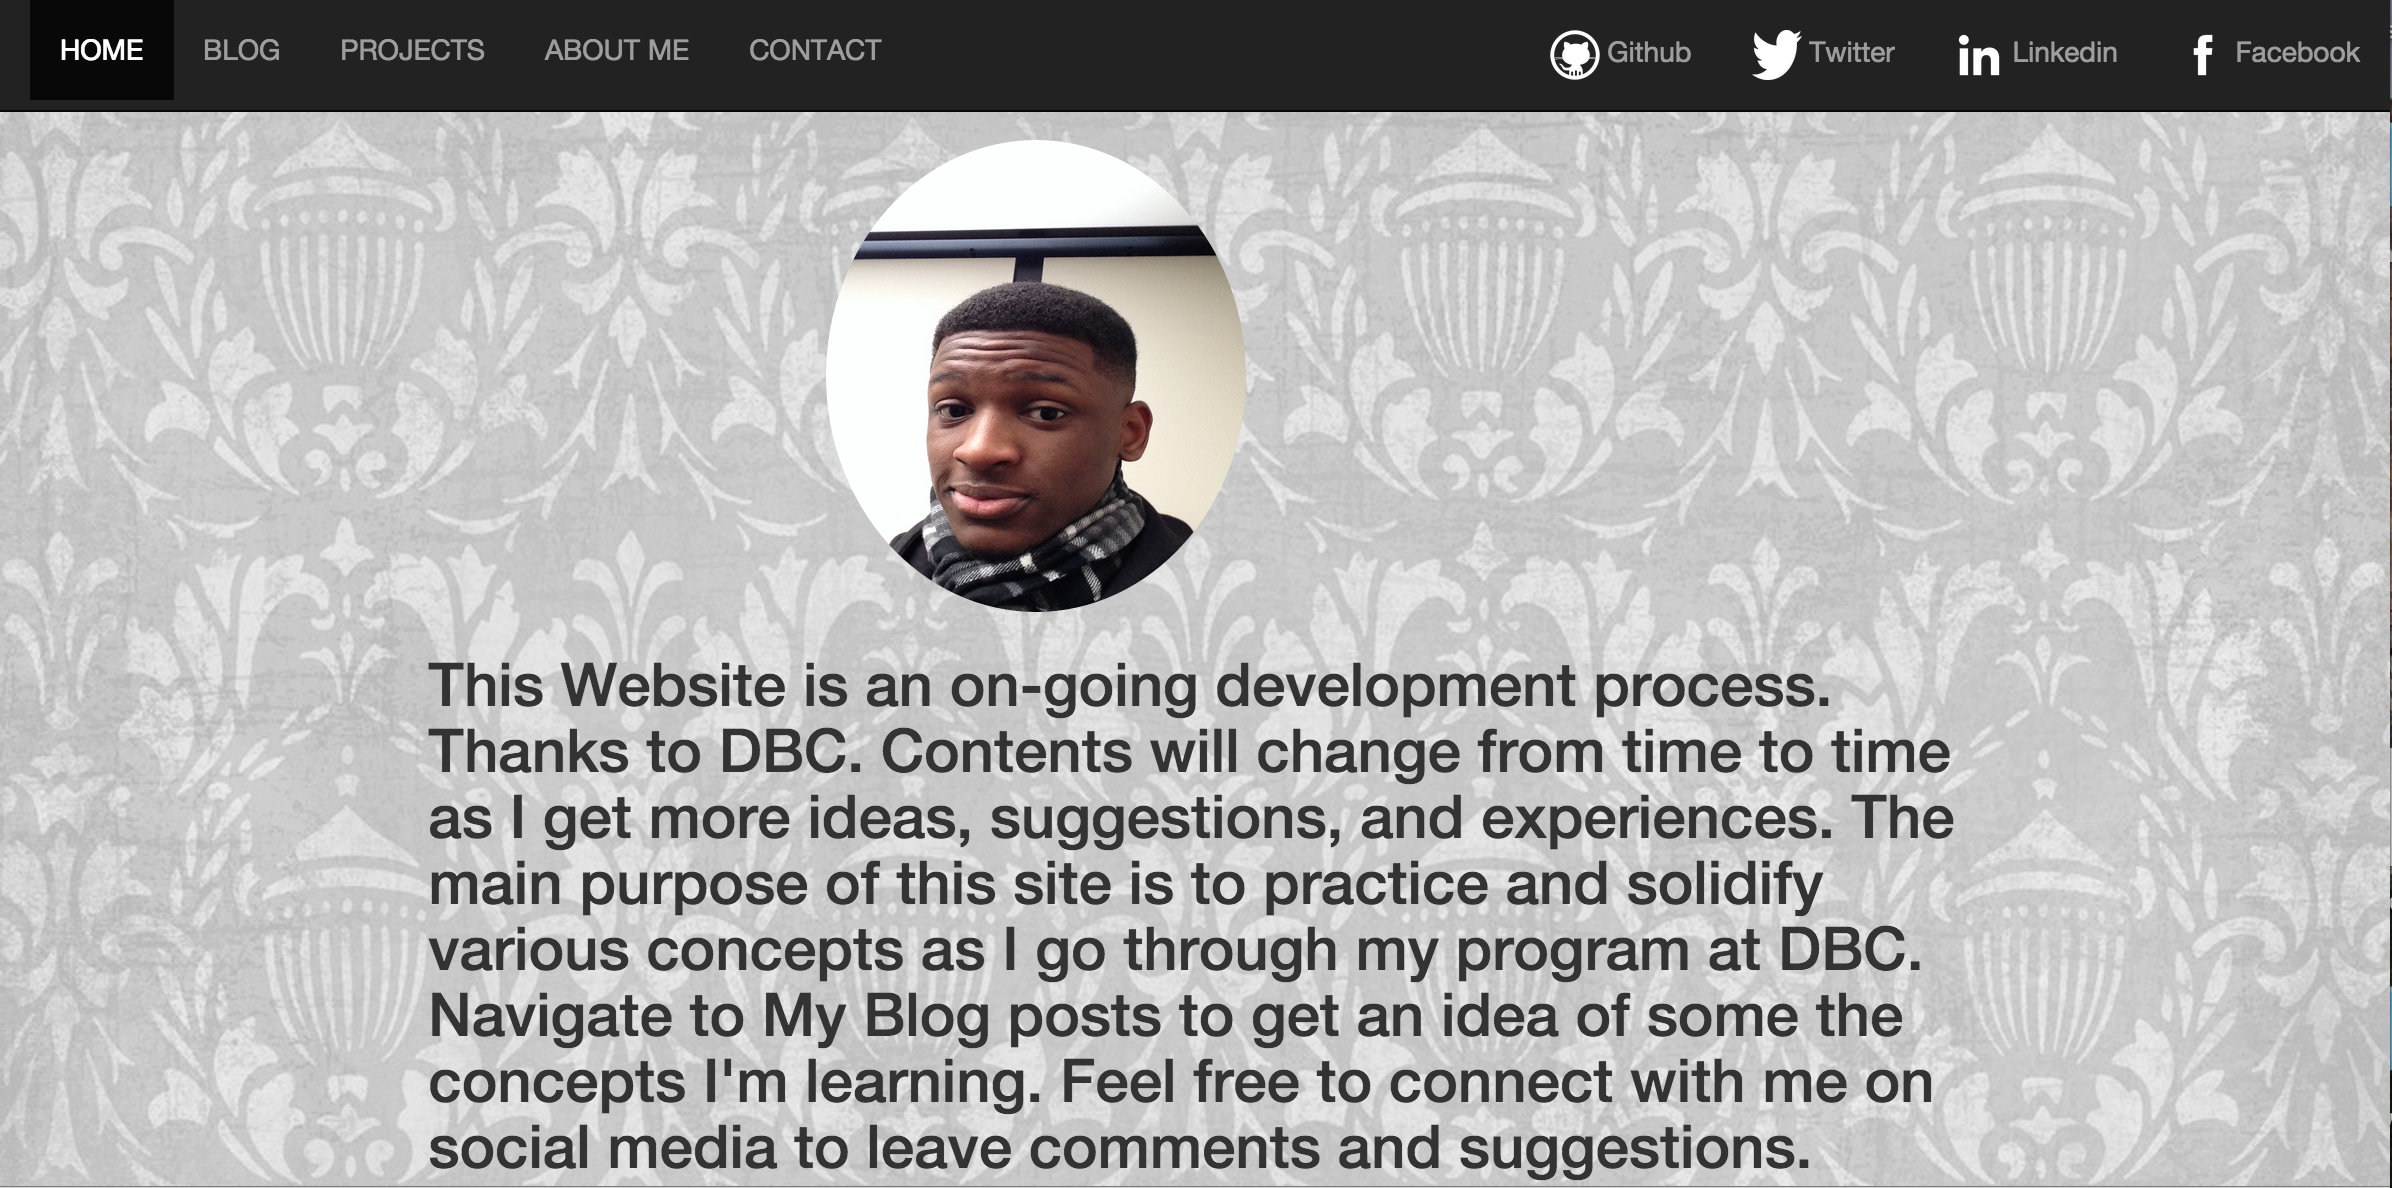 HOME BLOG PROJECTS ABOUT ME CONTACT Github Twitter in Linkedin f Facebook
This Website is an on-going development process.
Thanks to DBC. Contents will change from time to time
as I get more ideas, suggestions, and experiences. The
main purpose of this site is to practice and solidify
various concepts as I go through my program at DBC.
Navigate to My Blog posts to get an idea of some the
concepts I'm learning. Feel free to connect with me on
social media to leave comments and suggestions.